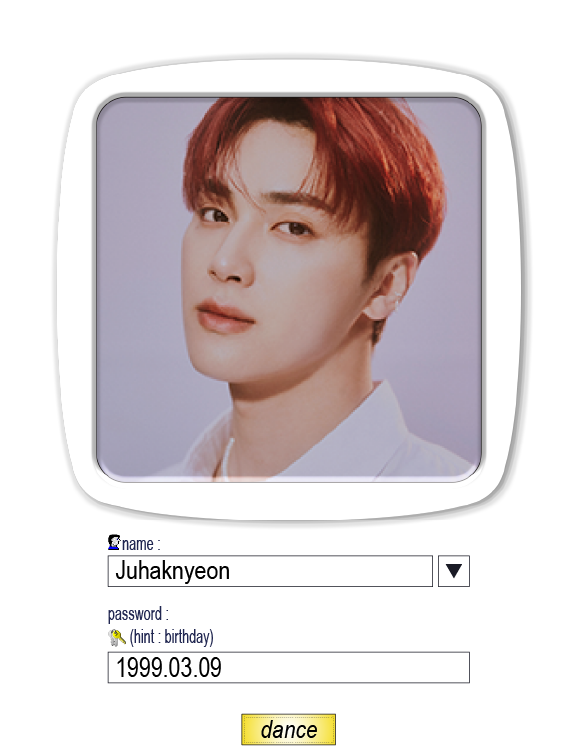 name :
Juhaknyeon
password :
(hint : birthday)
1999.03.09
dance